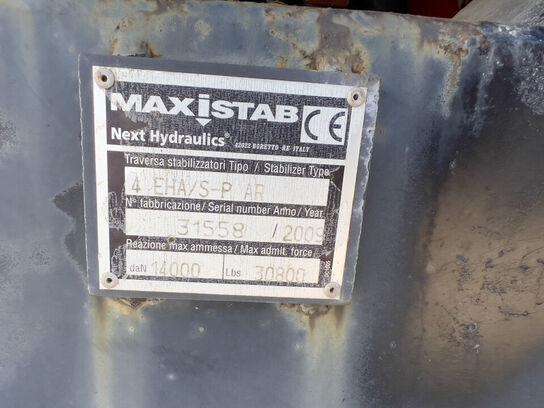 MAXISTAB CE
Next Hydraulics® 42022 BORETTO -RE- ITALY
Traversa stabilizzatori Tipo / Stabilizer Type
4 EHA/S-P AR
N° fabbricazione / Serial number Anno / Year
31558 / 2009
Reazione max ammessa / Max admit. force
daN 14000 Lbs 30800